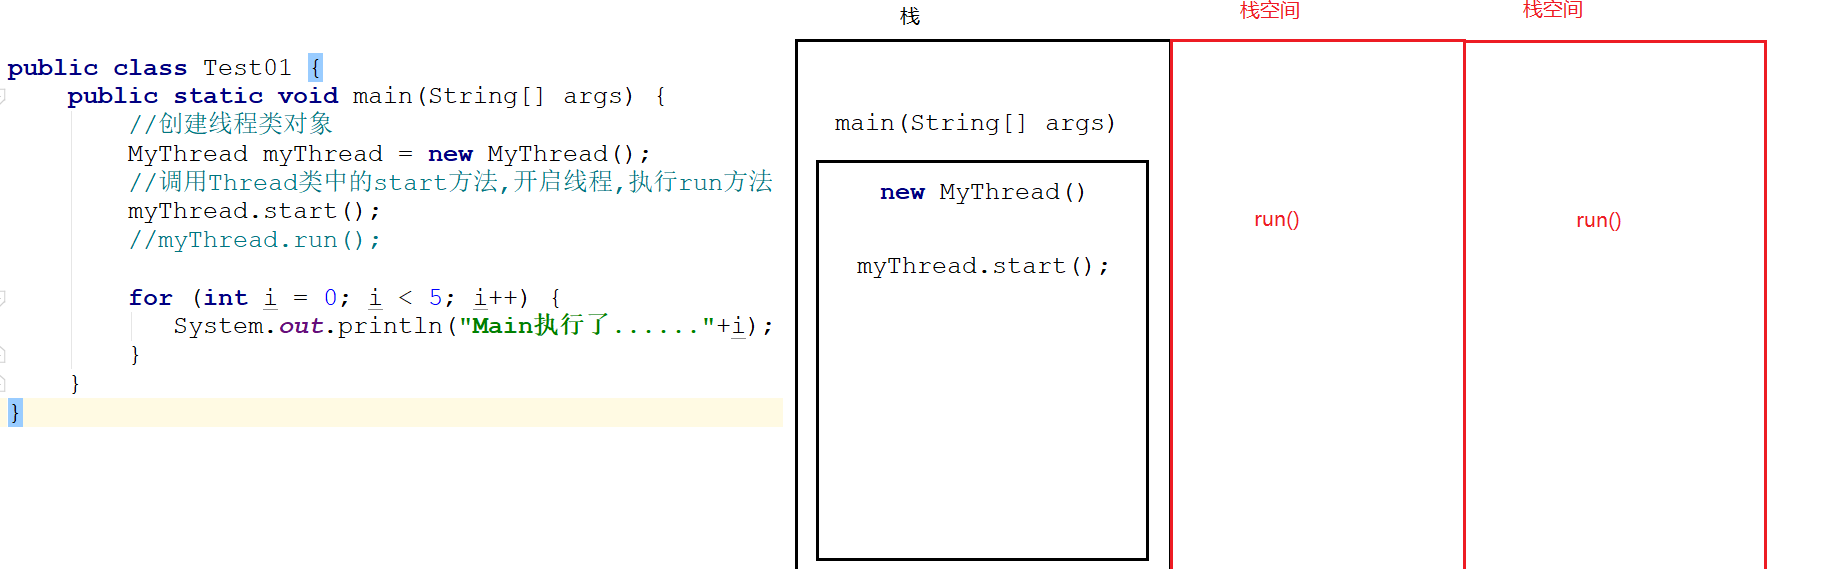 public class Test01 {
    public static void main(String[] args) {
        //创建线程类对象
        MyThread myThread = new MyThread();
        //调用Thread类中的start方法,开启线程,执行run方法
        myThread.start();
        //myThread.run();
        for (int i = 0; i < 5; i++) {
           System.out.println("Main执行了......"+i);
        }
    }
}
栈
main(String[] args)
new MyThread()
myThread.start();
栈空间
run()
栈空间
run()